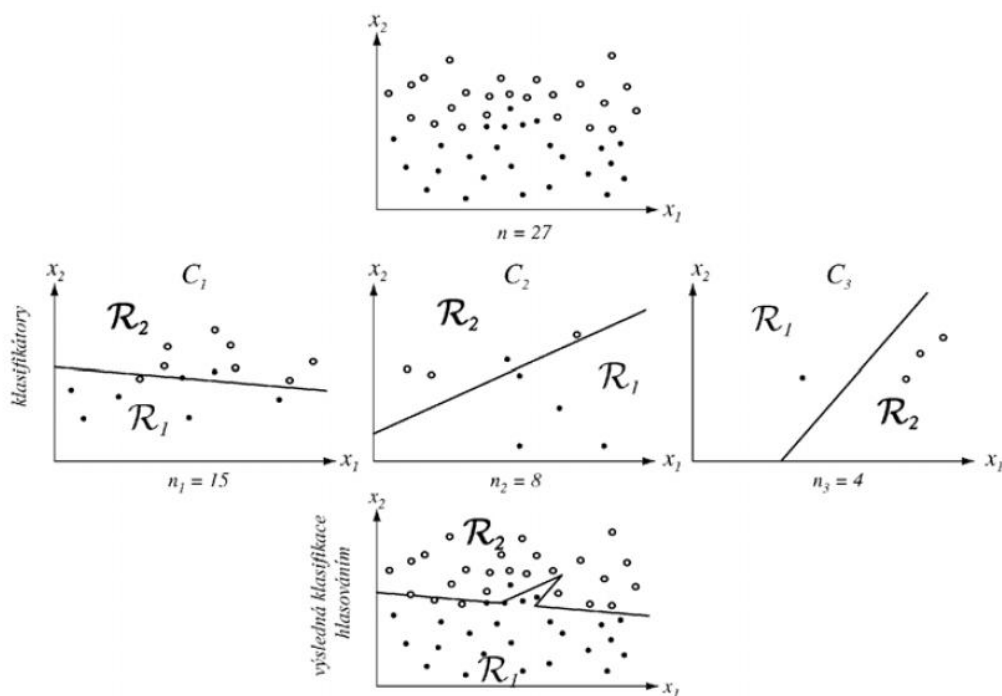 x2
x1
n = 27
klasifikátory
x2
C1
R2
R1
x1
n1 = 15
x2
C2
R2
R1
x1
n2 = 8
x2
C3
R1
R2
x1
n3 = 4
výsledná klasifikace
hlasováním
x2
R2
R1
x1